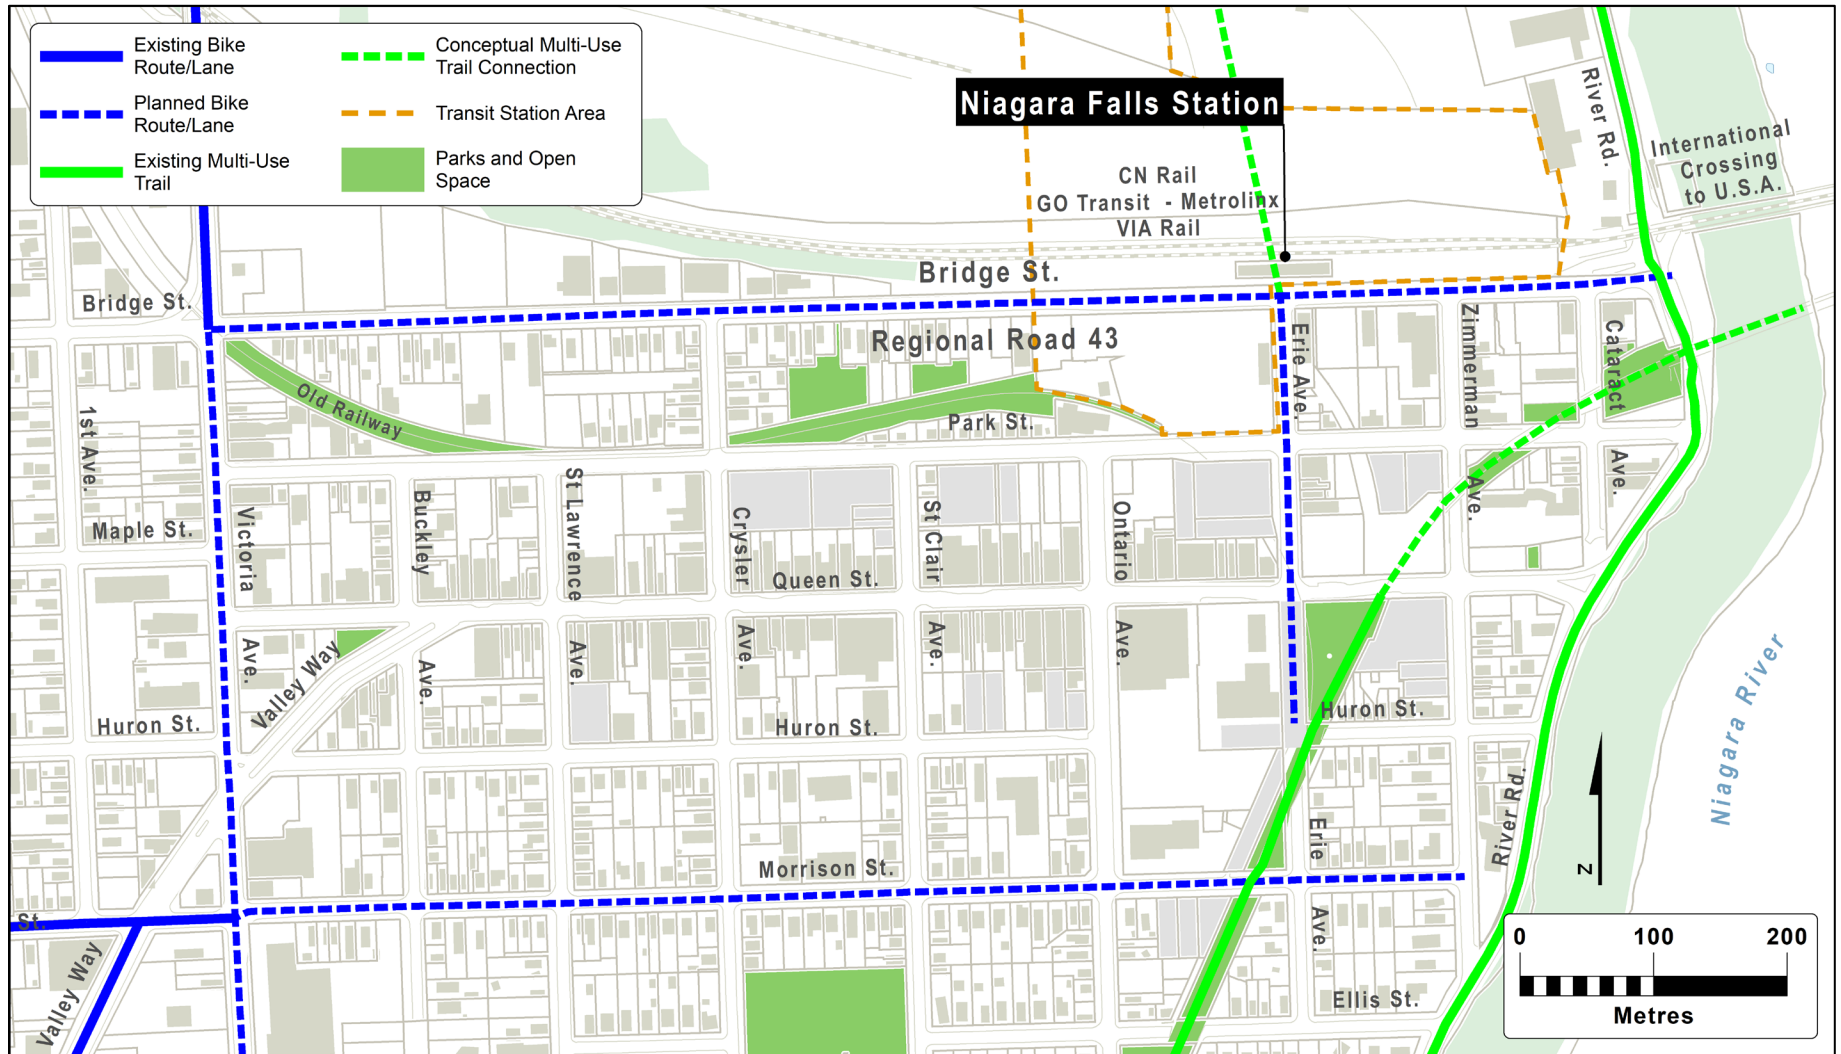 Existing Bike
Route/Lane
Planned Bike
Route/Lane
Existing Multi-Use
Trail
Conceptual Multi-Use
Trail Connection
Transit Station Area
Parks and Open
Space
Niagara Falls Station
River Rd.
International
Crossing
to U.S.A.
CN Rail
GO Transit - Metrolinx
VIA Rail
Bridge St.
Bridge St.
Regional Road 43
Erie Ave.
Zimmerman
Cataract
Old Railway
Park St.
1st Ave.
Maple St.
Victoria
Buckley
St Lawrence
Crysler
St Clair
Ontario
Ave.
Ave.
Queen St.
Ave.
Ave.
Ave.
Ave.
Ave.
Ave.
Valley Way
Huron St.
Huron St.
Huron St.
Niagara River
River Rd.
Erie
Morrison St.
Ave.
St.
Valley Way
Ellis St.
N
0 100 200
Metres